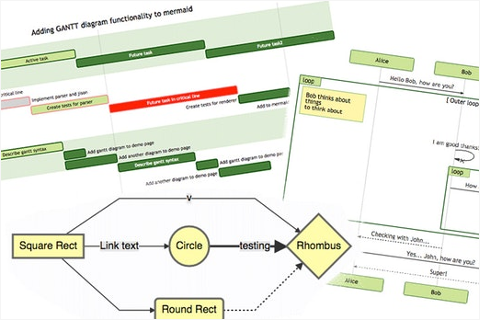 Adding GANTT diagram functionality to mermaid
Active task
Future task
Future task2
critical line
Implement parser and jison
Create tests for parser
Future task in critical line
Create tests for renderer
Add to mermaid
Describe gantt syntax
Add gantt diagram to demo page
Add another diagram to demo page
Describe gantt syntax
Add gantt diagram to demo pa
Add another diagram to demo page
Alice
Bob
Hello Bob, how are you?
loop
Bob thinks about
things
to think about
[ Outer loop
I am good thanks!
loop
How
Checking with John...
Yes... John, how are you?
Super!
Alice
Bob
Square Rect
Link text
Circle
testing
Rhombus
Round Rect